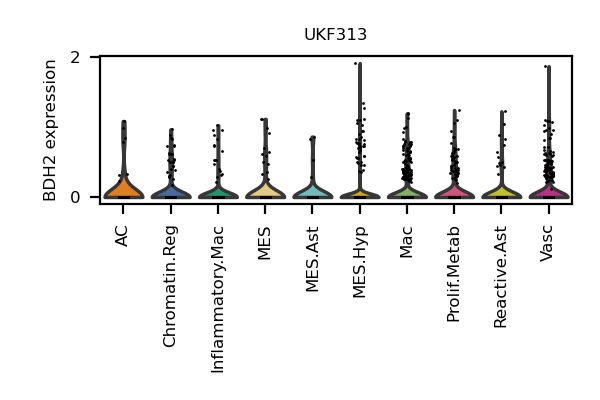 UKF313
BDH2 expression
2
0
AC
Chromatin.Reg
Inflammatory.Mac
MES
MES.Ast
MES.Hyp
Mac
Prolif.Metab
Reactive.Ast
Vasc